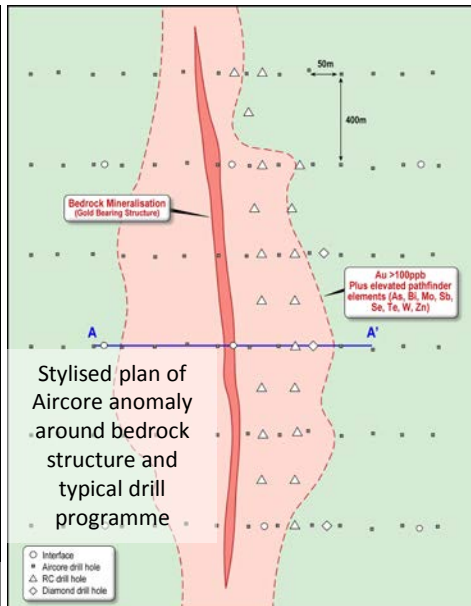 50m
400m
Bedrock Mineralisation
(Gold Bearing Structure)
Au >100ppb
Plus elevated pathfinder
elements (As, Bi, Mo, Sb,
Se, Te, W, Zn)
A
A'
Stylised plan of
Aircore anomaly
around bedrock
structure and
typical drill
programme
Interface
Aircore drill hole
RC drill hole
Diamond drill hole